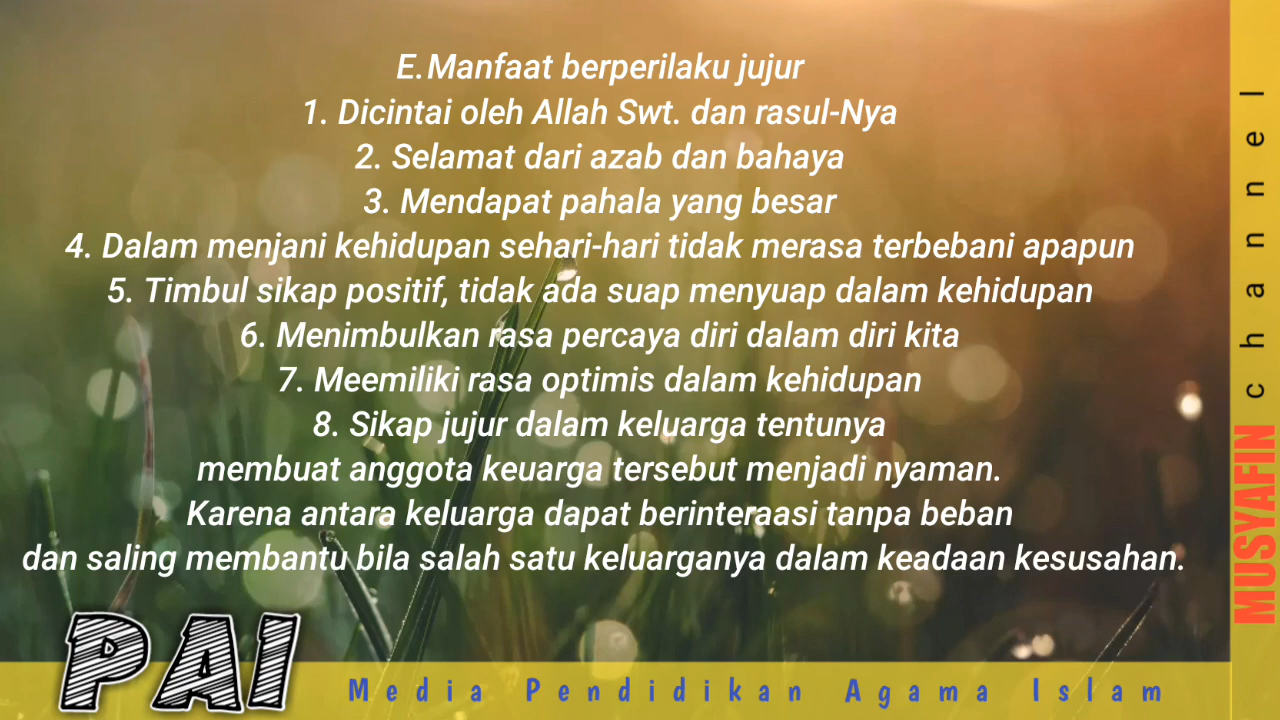 E.Manfaat berperilaku jujur
1. Dicintai oleh Allah Swt. dan rasul-Nya
2. Selamat dari azab dan bahaya
3. Mendapat pahala yang besar
4. Dalam menjani kehidupan sehari-hari tidak merasa terbebani apapun
5. Timbul sikap positif, tidak ada suap menyuap dalam kehidupan
6. Menimbulkan rasa percaya diri dalam diri kita
7. Meemiliki rasa optimis dalam kehidupan
8. Sikap jujur dalam keluarga tentunya
membuat anggota keuarga tersebut menjadi nyaman.
Karena antara keluarga dapat berinteraasi tanpa beban
dan saling membantu bila salah satu keluarganya dalam keadaan kesusahan.
PAI
Media Pendidikan Agama Islam
MUSYAFIN channel